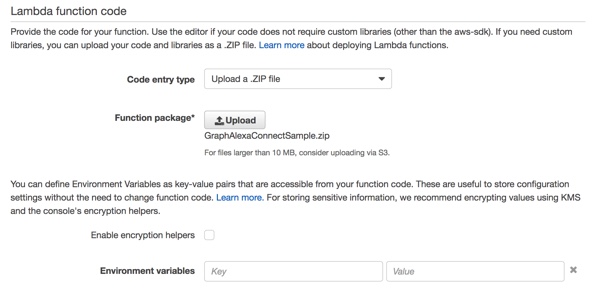 Lambda function code
Provide the code for your function. Use the editor if your code does not require custom libraries (other than the aws-sdk). If you need custom
libraries, you can upload your code and libraries as a .ZIP file. Learn more about deploying Lambda functions.
Code entry type Upload a .ZIP file
Function package* Upload
GraphAlexaConnectSample.zip
For files larger than 10 MB, consider uploading via S3.
You can define Environment Variables as key-value pairs that are accessible from your function code. These are useful to store configuration
settings without the need to change function code. Learn more. For storing sensitive information, we recommend encrypting values using KMS
and the console's encryption helpers.
Enable encryption helpers
Environment variables Key Value